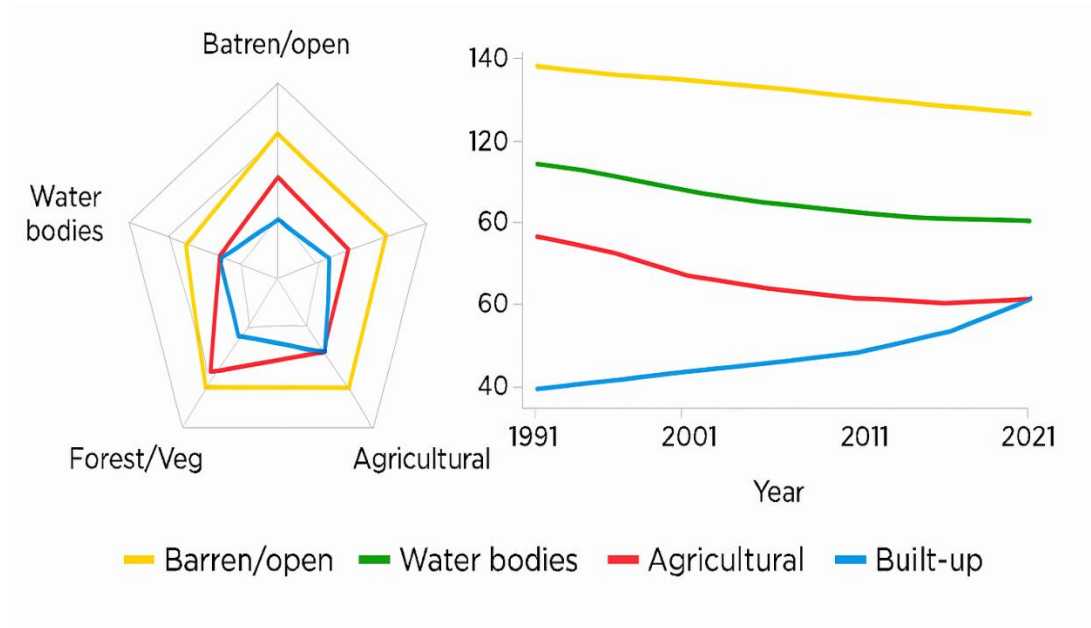 Batren/open
Water
bodies
Forest/Veg
Agricultural
140
120
60
60
40
1991
2001
2011
2021
Year
Barren/open
Water bodies
Agricultural
Built-up